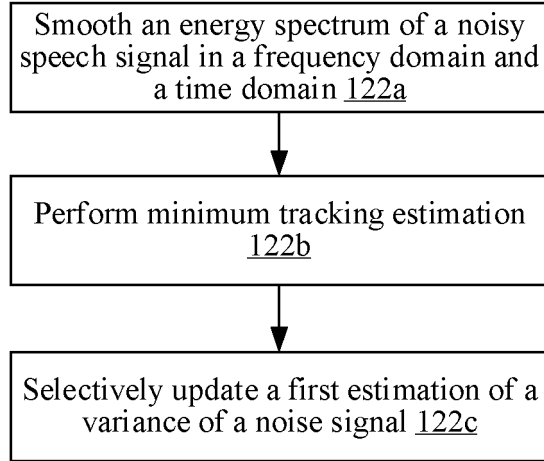 Smooth an energy spectrum of a noisy
speech signal in a frequency domain and
a time domain 122a
Perform minimum tracking estimation
122b
Selectively update a first estimation of a
variance of a noise signal 122c